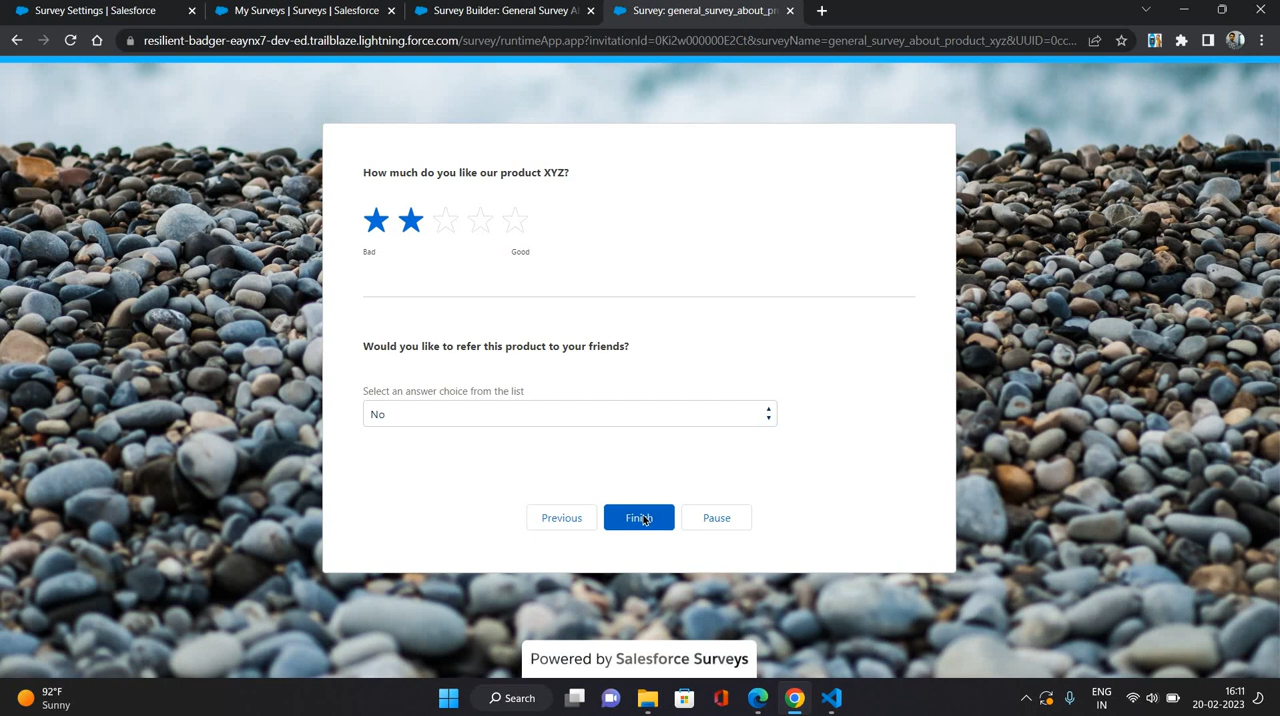 Survey Settings | Salesforce
My Surveys | Surveys | Salesforce
Survey Builder: General Survey A
Survey: general_survey_about_pr
resilient-badger-eaynx7-dev-ed.trailblaze.lightning.force.com/survey/runtimeApp.app?invitationId=0Ki2w000000E2Ct&surveyName=general_survey_about_product_xyz&UUID=0cc...
How much do you like our product XYZ?
Bad
Good
Would you like to refer this product to your friends?
Select an answer choice from the list
No
Previous
Finish
Pause
Powered by Salesforce Surveys
92°F
Sunny
Search
ENG
IN
16:11
20-02-2023